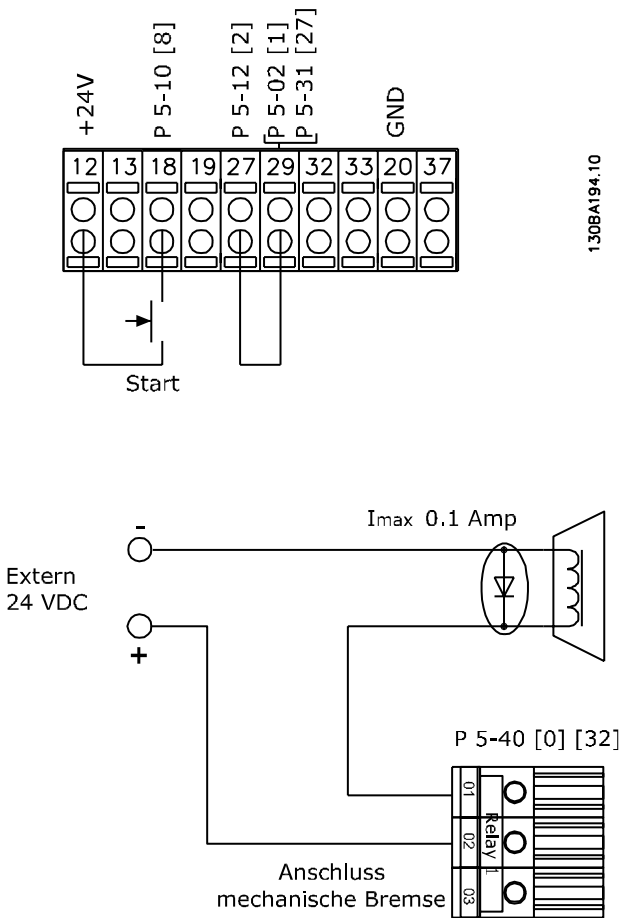 +24V
P 5-10 [8]
P 5-12 [2]
P 5-02 [1]
P 5-31 [27]
GND
12 13 18 19 27 29 32 33 20 37
130BA194.10
Start
Imax 0.1 Amp
-
Extern
24 VDC
+
P 5-40 [0] [32]
01
02
03
Relay 1
Anschluss
mechanische Bremse